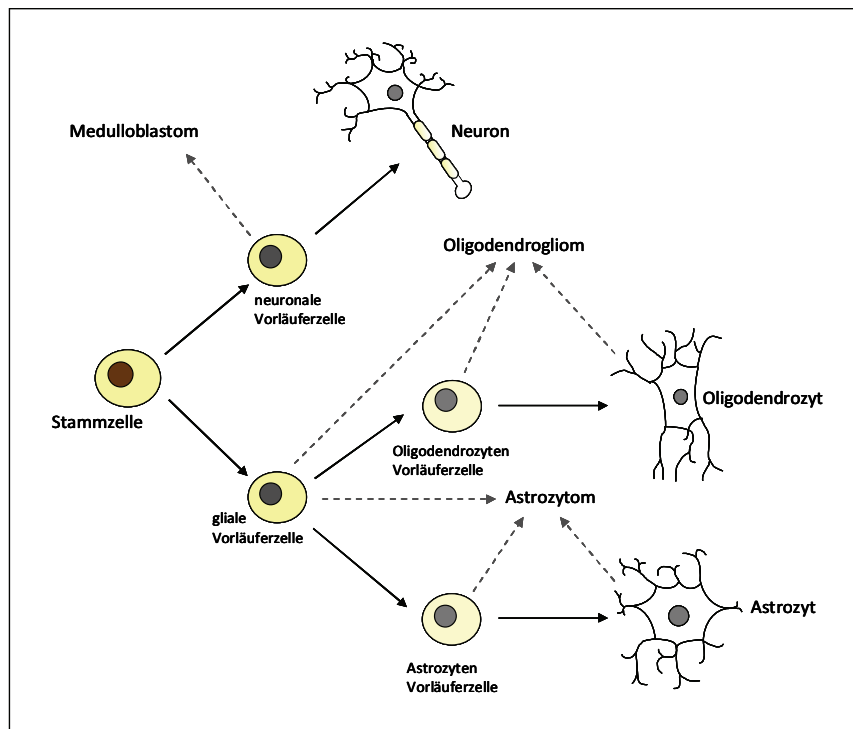 Medulloblastom
Neuron
neuronale
Vorläuferzelle
Oligodendrogliom
Stammzelle
Oligodendrozyt
Oligodendrozyten
Vorläuferzelle
gliale
Vorläuferzelle
Astrozytom
Astrozyt
Astrozyten
Vorläuferzelle